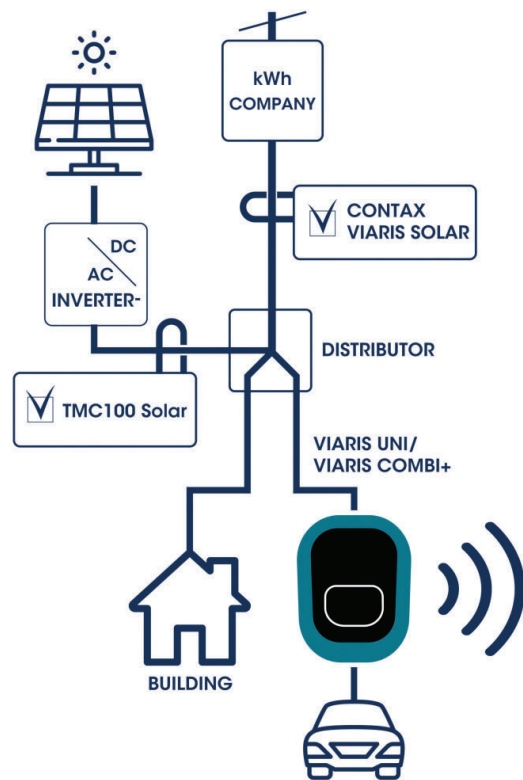 kWh
COMPANY
CONTAX
VIARIS SOLAR
DC
AC
INVERTER-
DISTRIBUTOR
TMC100 Solar
VIARIS UNI/
VIARIS COMBI+
BUILDING